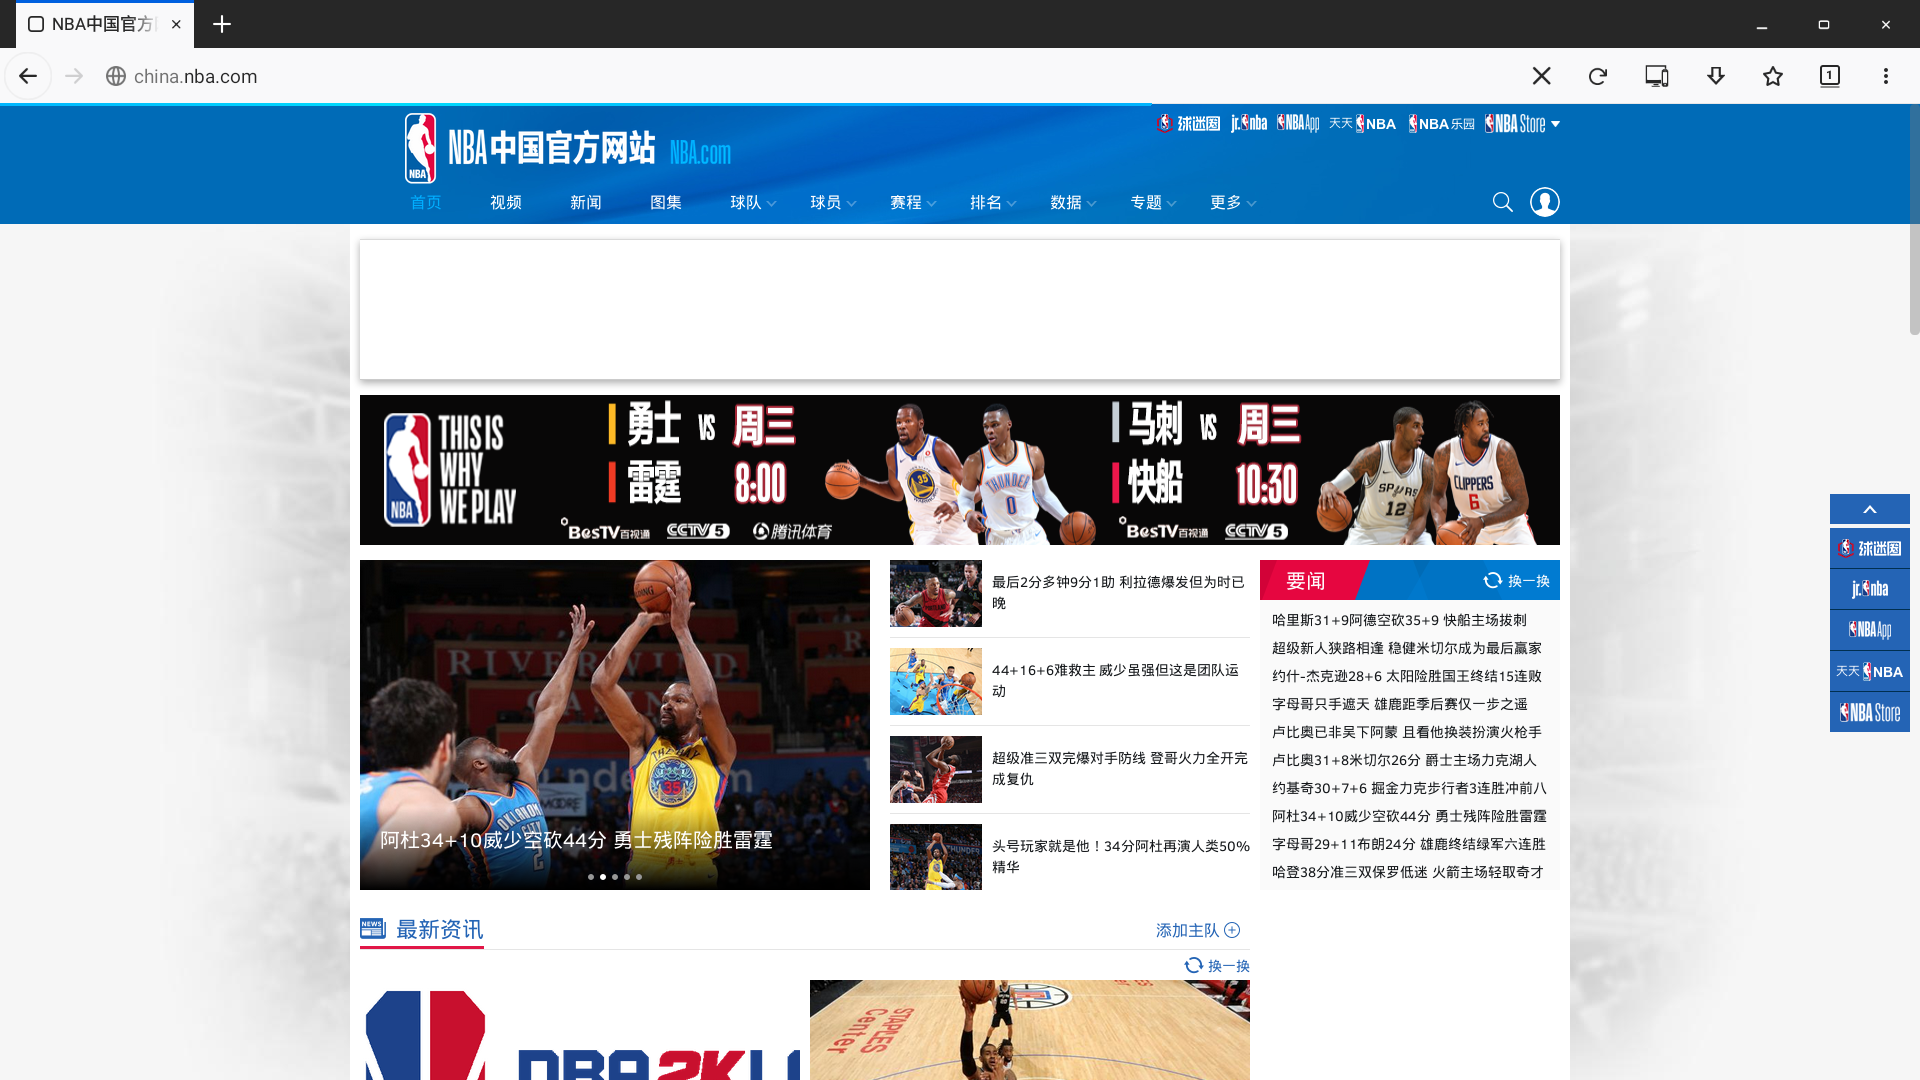 NBA中国官方
china.nba.com
1
NBA中国官方网站 NBA.com
球迷圈 jr.nba NBA App 天天NBA NBA乐园 NBA Store
首页 视频 新闻 图集 球队 球员 赛程 排名 数据 专题 更多
THIS IS
WHY
WE PLAY
NBA
勇士 VS 周三
雷霆 8:00
BesTV百视通 CCTV5 腾讯体育
马刺 VS 周三
快船 10:30
BesTV百视通 CCTV5
阿杜34+10威少空砍44分 勇士残阵险胜雷霆
最后2分多钟9分1助 利拉德爆发但为时已
晚
44+16+6难救主 威少虽强但这是团队运
动
超级准三双完爆对手防线 登哥火力全开完
成复仇
头号玩家就是他！34分阿杜再演人类50%
精华
要闻 换一换
哈里斯31+9阿德空砍35+9 快船主场拔刺
超级新人狭路相逢 稳健米切尔成为最后赢家
约什-杰克逊28+6 太阳险胜国王终结15连败
字母哥只手遮天 雄鹿距季后赛仅一步之遥
卢比奥已非吴下阿蒙 且看他换装扮演火枪手
卢比奥31+8米切尔26分 爵士主场力克湖人
约基奇30+7+6 掘金力克步行者3连胜冲前八
阿杜34+10威少空砍44分 勇士残阵险胜雷霆
字母哥29+11布朗24分 雄鹿终结绿军六连胜
哈登38分准三双保罗低迷 火箭主场轻取奇才
球迷圈
jr.nba
NBA App
天天NBA
NBA Store
NEWS 最新资讯 添加主队
换一换
NBA 2K
STAPLES
Center